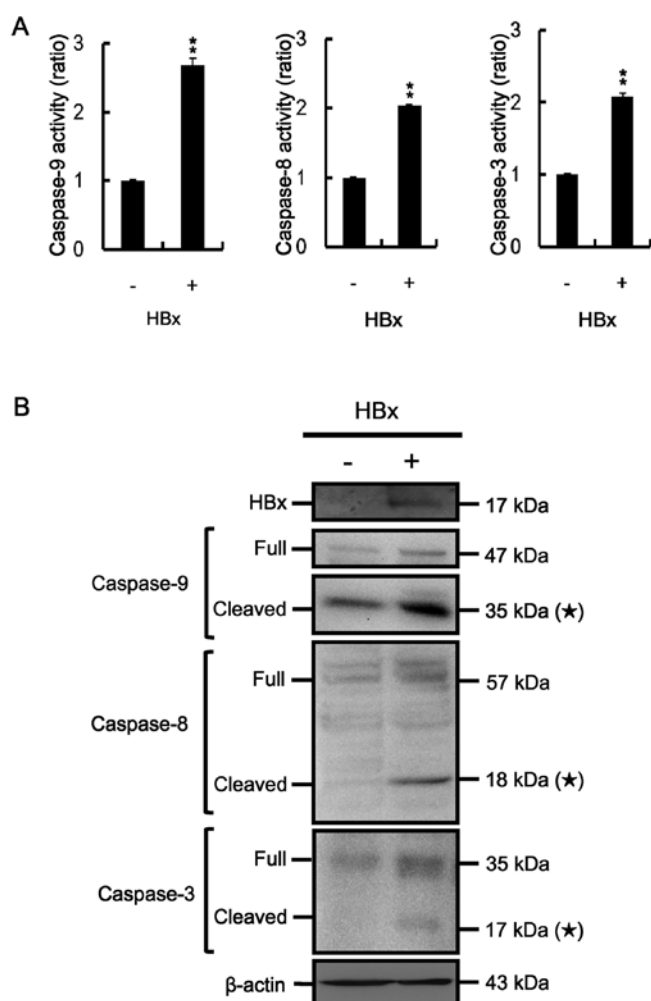 A
Caspase-9 activity (ratio)
3
2
1
0
**
- +
HBx
Caspase-8 activity (ratio)
3
2
1
0
**
- +
HBx
Caspase-3 activity (ratio)
3
2
1
0
**
- +
HBx
B
HBx
- +
HBx 17 kDa
Caspase-9
Full 47 kDa
Cleaved 35 kDa (★)
Caspase-8
Full 57 kDa
Cleaved 18 kDa (★)
Caspase-3
Full 35 kDa
Cleaved 17 kDa (★)
β-actin 43 kDa